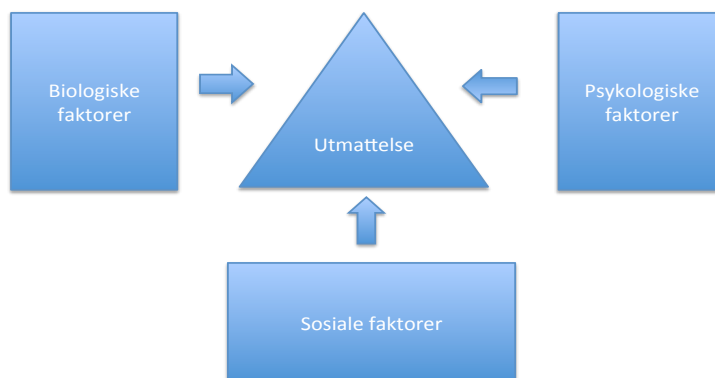 Biologiske
faktorer
Utmattelse
Psykologiske
faktorer
Sosiale faktorer